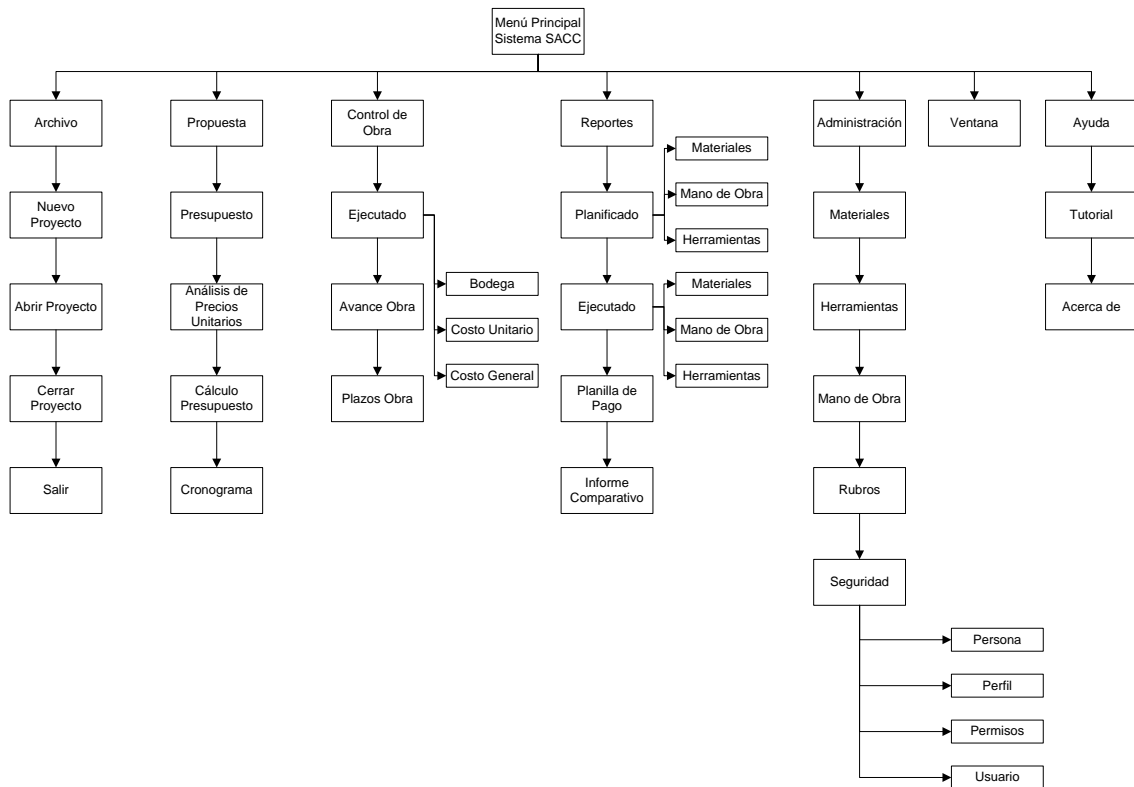 Menú Principal
Sistema SACC
Archivo
Propuesta
Control de
Obra
Reportes
Administración
Ventana
Ayuda
Materiales
Mano de Obra
Herramientas
Nuevo
Proyecto
Presupuesto
Ejecutado
Planificado
Materiales
Tutorial
Bodega
Costo Unitario
Costo General
Materiales
Mano de Obra
Herramientas
Abrir Proyecto
Análisis de
Precios
Unitarios
Avance Obra
Ejecutado
Herramientas
Acerca de
Cerrar
Proyecto
Cálculo
Presupuesto
Plazos Obra
Planilla de
Pago
Mano de Obra
Salir
Cronograma
Informe
Comparativo
Rubros
Seguridad
Persona
Perfil
Permisos
Usuario